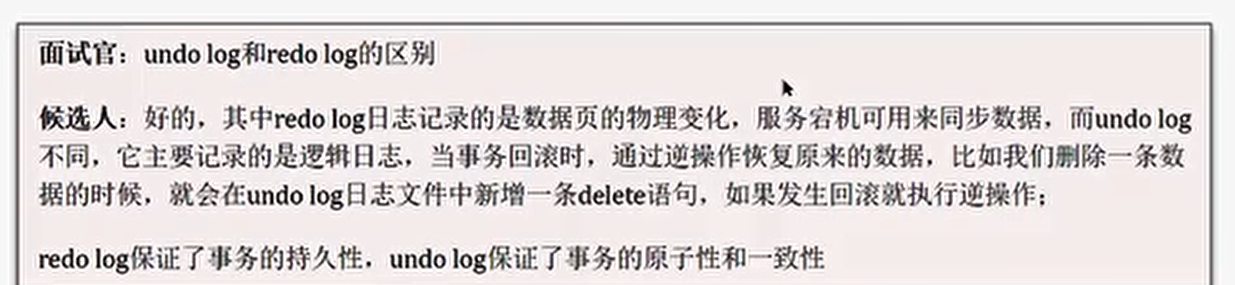 面试官：undo log和redo log的区别
候选人：好的，其中redo log日志记录的是数据页的物理变化，服务宕机可用来同步数据，而undo log
不同，它主要记录的是逻辑日志，当事务回滚时，通过逆操作恢复原来的数据，比如我们删除一条数
据的时候，就会在undo log日志文件中新增一条delete语句，如果发生回滚就执行逆操作；
redo log保证了事务的持久性，undo log保证了事务的原子性和一致性